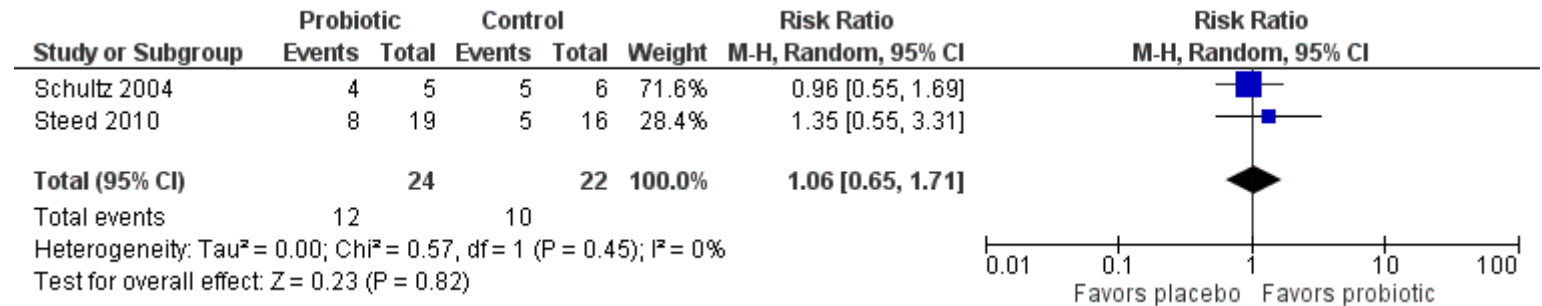 Probiotic Control Risk Ratio Risk Ratio
Study or Subgroup Events Total Events Total Weight M-H, Random, 95% CI M-H, Random, 95% CI
Schultz 2004 4 5 5 6 71.6% 0.96 [0.55, 1.69]
Steed 2010 8 19 5 16 28.4% 1.35 [0.55, 3.31]
Total (95% CI) 24 22 100.0% 1.06 [0.65, 1.71]
Total events 12 10
Heterogeneity: Tau² = 0.00; Chi² = 0.57, df = 1 (P = 0.45); I² = 0%
Test for overall effect: Z = 0.23 (P = 0.82)
0.01 0.1 1 10 100
Favors placebo Favors probiotic